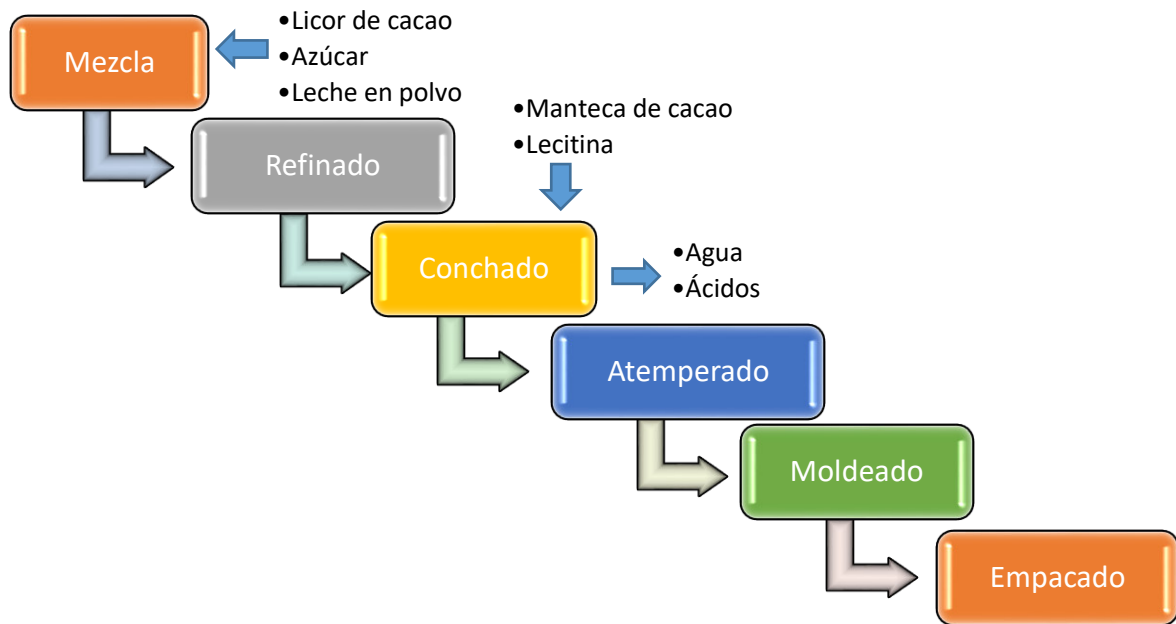 Mezcla
•Licor de cacao
•Azúcar
•Leche en polvo
Refinado
•Manteca de cacao
•Lecitina
Conchado
•Agua
•Ácidos
Atemperado
Moldeado
Empacado